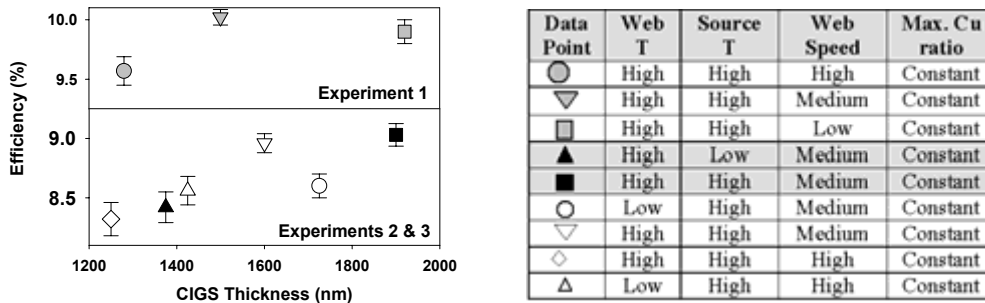 10.0
9.5
Experiment 1
Efficiency (%)
9.0
8.5
Experiments 2 & 3
1200 1400 1600 1800 2000
CIGS Thickness (nm)
Data Point Web T Source T Web Speed Max. Cu ratio
High High High Constant
High High Medium Constant
High High Low Constant
High Low Medium Constant
High High Medium Constant
Low High Medium Constant
High High Medium Constant
High High High Constant
Low High High Constant